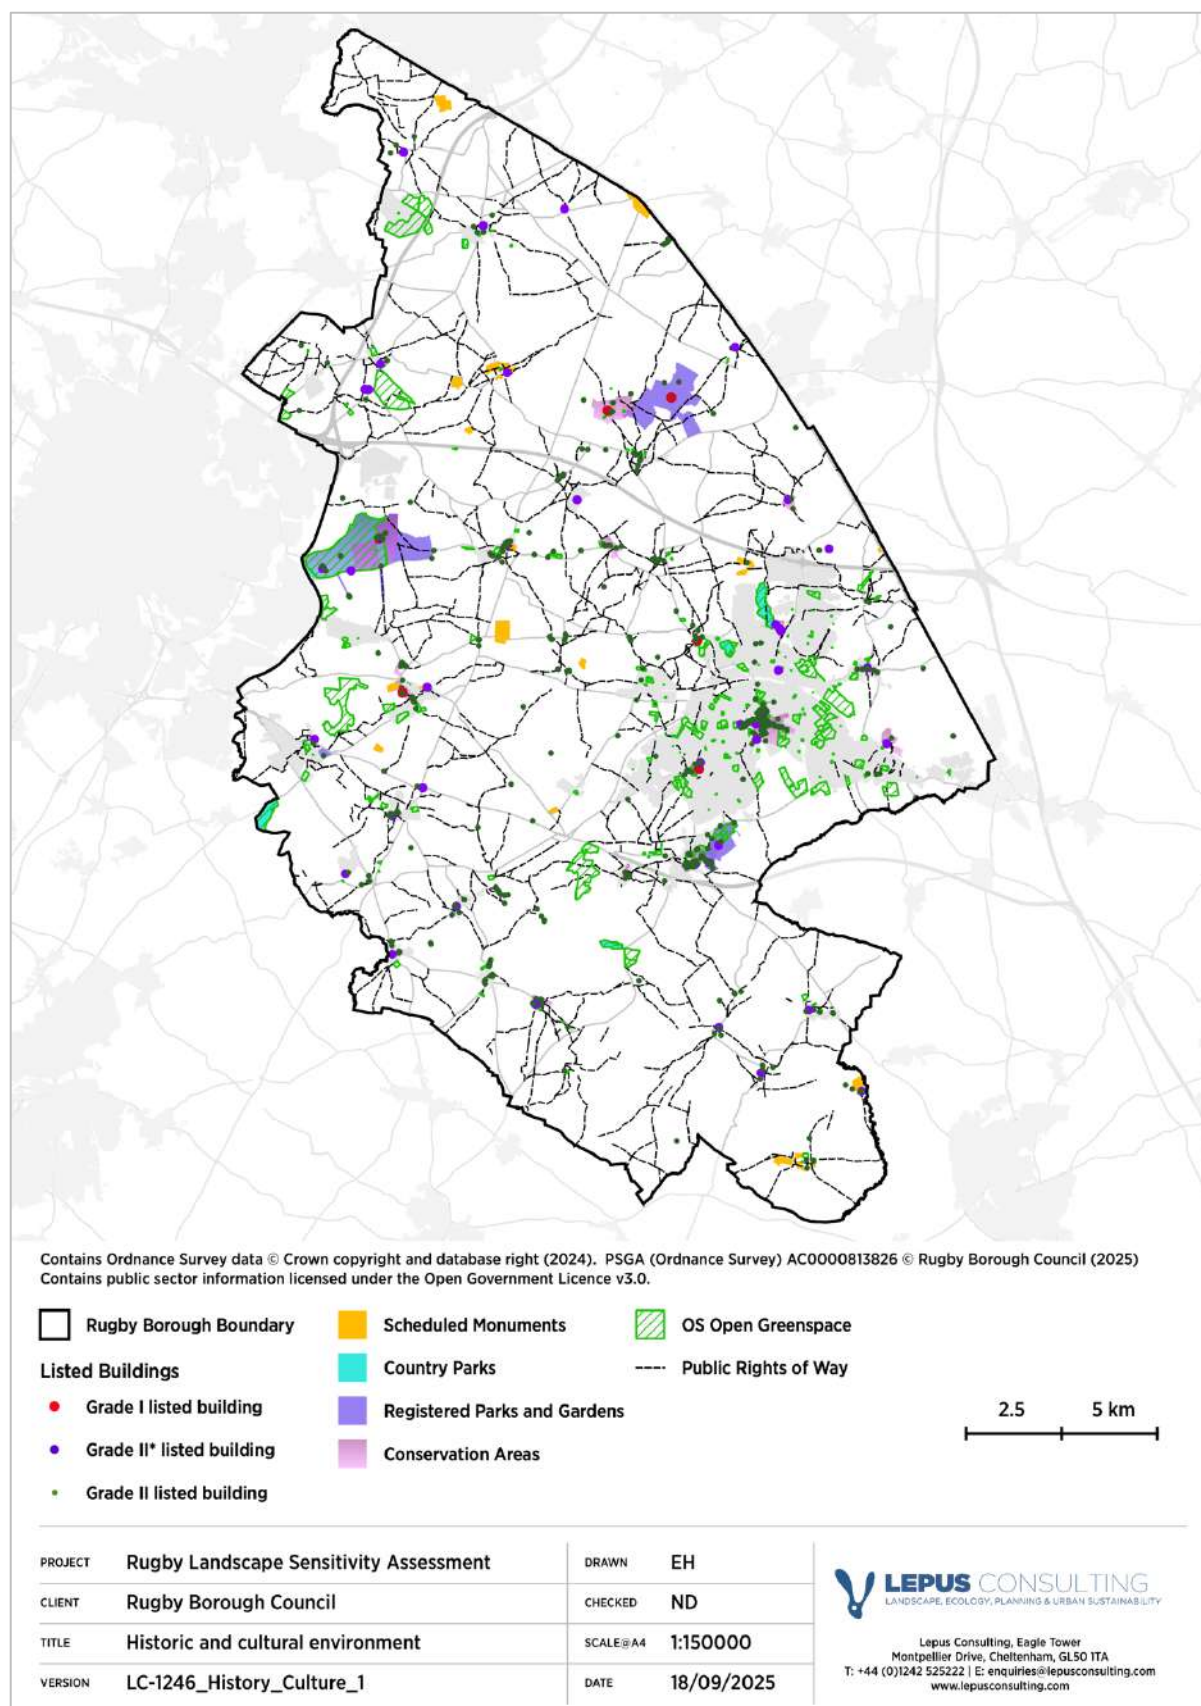 Contains Ordnance Survey data © Crown copyright and database right (2024). PSGA (Ordnance Survey) AC0000813826 © Rugby Borough Council (2025)
Contains public sector information licensed under the Open Government Licence v3.0.
Rugby Borough Boundary
Listed Buildings
Grade I listed building
Grade II* listed building
Grade II listed building
Scheduled Monuments
Country Parks
Registered Parks and Gardens
Conservation Areas
OS Open Greenspace
Public Rights of Way
2.5 5 km
PROJECT Rugby Landscape Sensitivity Assessment
CLIENT Rugby Borough Council
TITLE Historic and cultural environment
VERSION LC-1246_History_Culture_1
DRAWN EH
CHECKED ND
SCALE@A4 1:150000
DATE 18/09/2025
LEPUS CONSULTING
LANDSCAPE, ECOLOGY, PLANNING & URBAN SUSTAINABILITY
Lepus Consulting, Eagle Tower
Montpellier Drive, Cheltenham, GL50 1TA
T: +44 (0)1242 525222 | E: enquiries@lepusconsulting.com
www.lepusconsulting.com